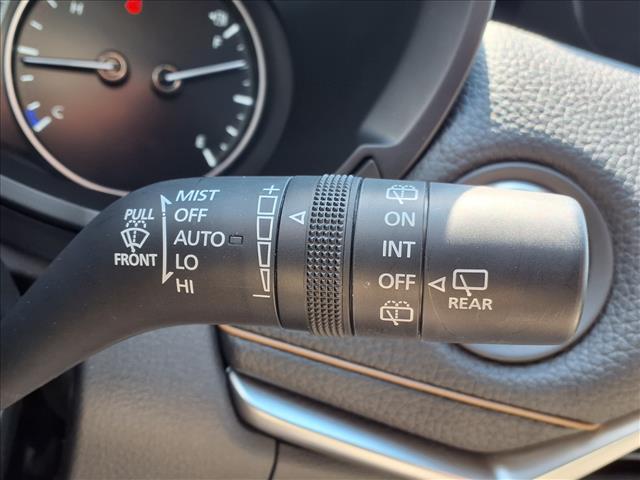 H
F
C
MIST
PULL
OFF
AUTO
FRONT
LO
HI
+
-
ON
INT
OFF
REAR